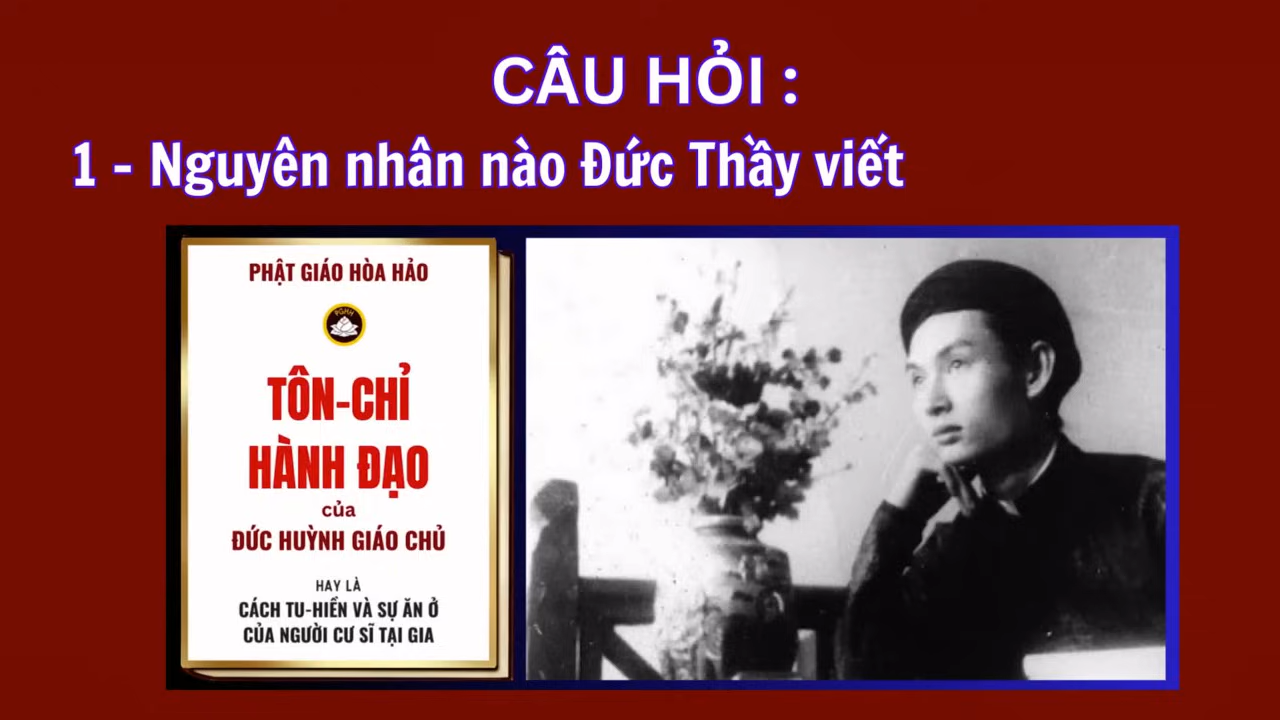 CÂU HỎI :
1 - Nguyên nhân nào Đức Thầy viết
PHẬT GIÁO HÒA HẢO
PGHH
TÔN-CHỈ
HÀNH ĐẠO
của
ĐỨC HUỲNH GIÁO CHỦ
HAY LÀ
CÁCH TU-HIỀN VÀ SỰ ĂN Ở
CỦA NGƯỜI CƯ SĨ TẠI GIA